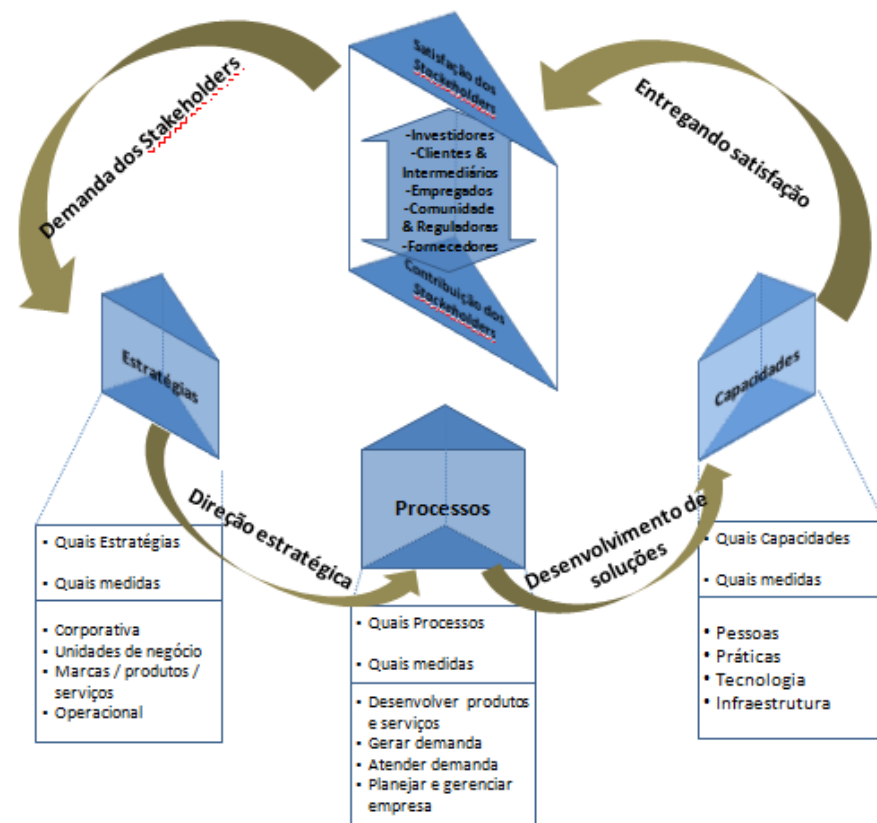 Satisfação dos
Stackeholders
-Investidores
-Clientes &
Intermediários
-Empregados
-Comunidade
& Reguladoras
-Fornecedores
Contribuição dos
Stackeholders
Demanda dos Stakeholders
Entregando satisfação
Estratégias
Capacidades
Processos
Direção estratégica
Desenvolvimento de
soluções
▪ Quais Estratégias
▪ Quais medidas
▪ Corporativa
▪ Unidades de negócio
▪ Marcas / produtos /
serviços
▪ Operacional
▪ Quais Processos
▪ Quais medidas
▪ Desenvolver produtos
e serviços
▪ Gerar demanda
▪ Atender demanda
▪ Planejar e gerenciar
empresa
▪ Quais Capacidades
▪ Quais medidas
• Pessoas
• Práticas
• Tecnologia
• Infraestrutura